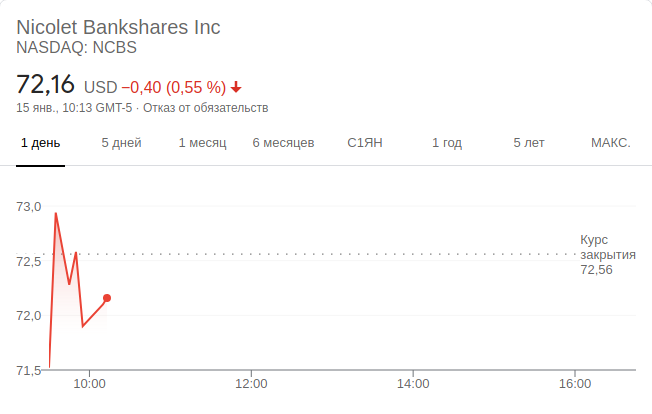 Nicolet Bankshares Inc
NASDAQ: NCBS
72,16 USD −0,40 (0,55 %)
15 янв., 10:13 GMT-5 · Отказ от обязательств
1 день 5 дней 1 месяц 6 месяцев С1ЯН 1 год 5 лет МАКС.
73,0
Курс
закрытия
72,56
72,5
72,0
71,5
10:00 12:00 14:00 16:00